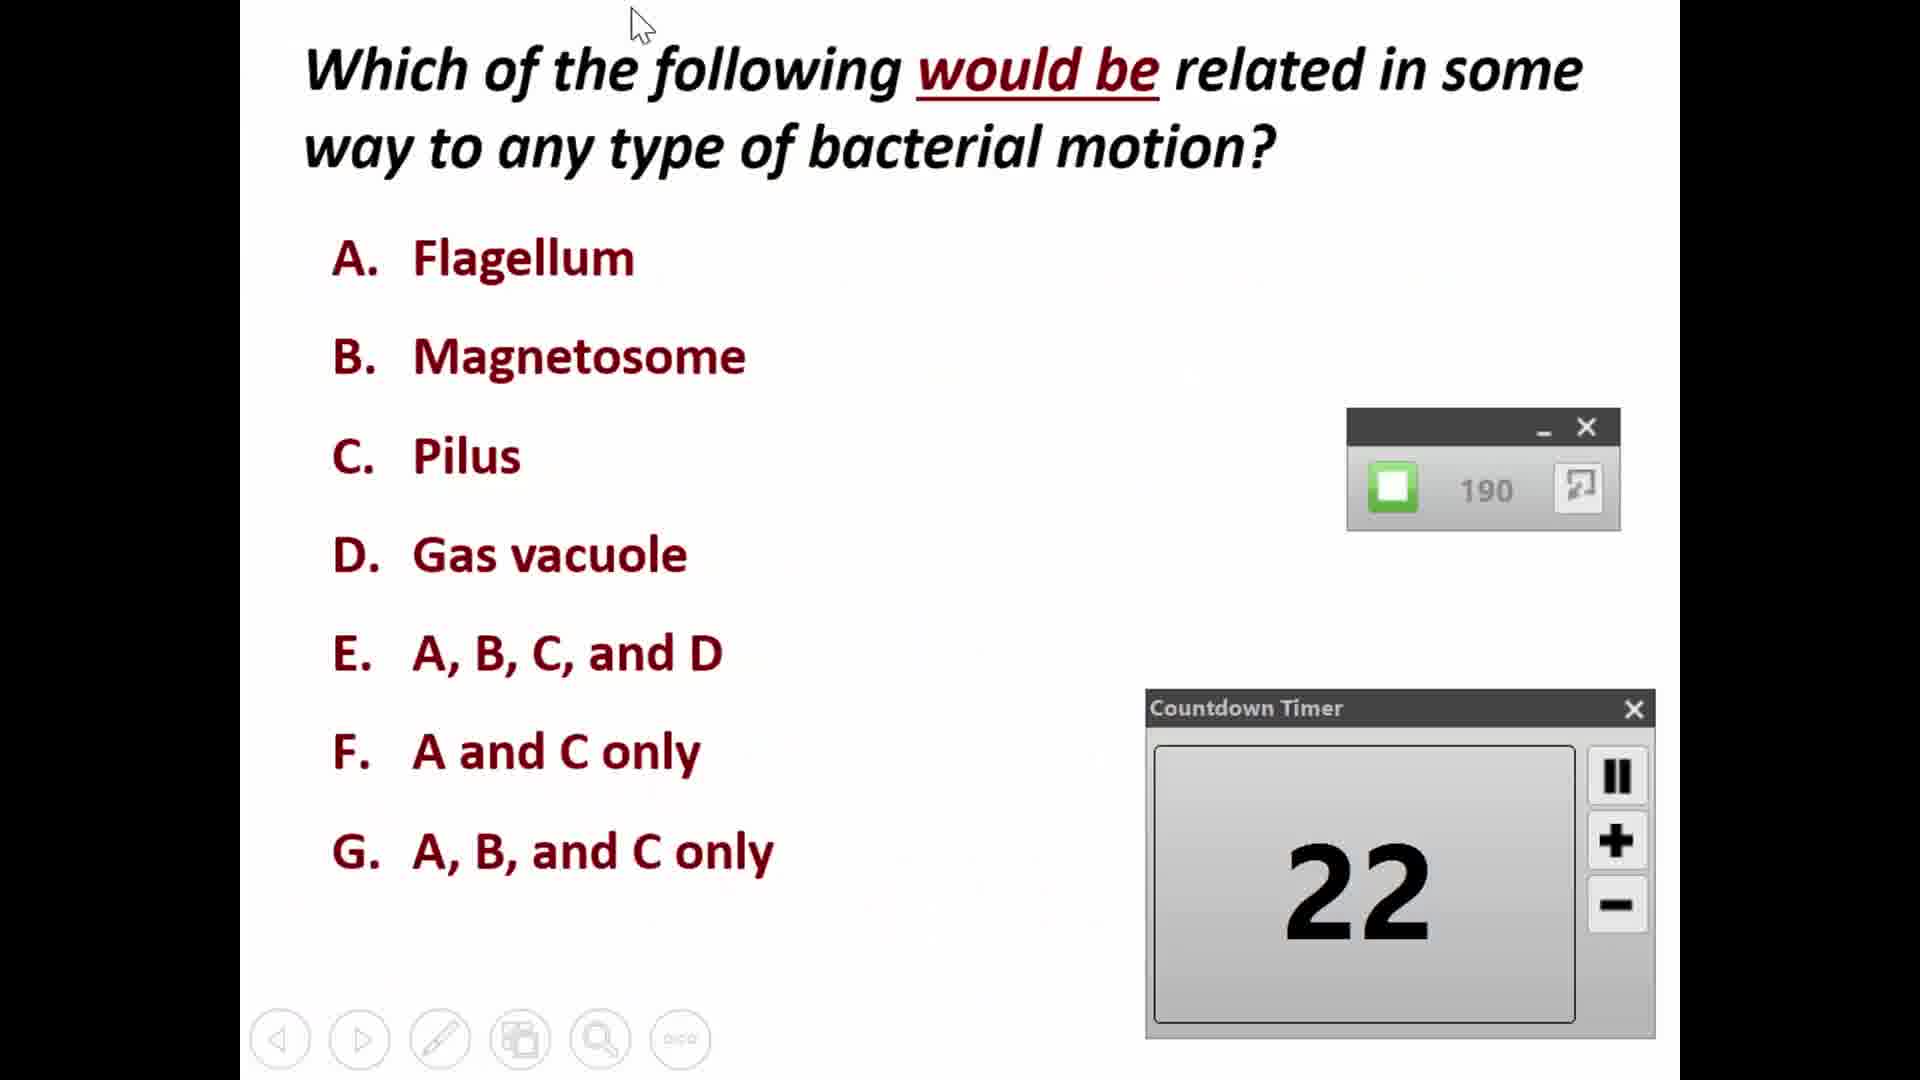 Which of the following would be related in some
way to any type of bacterial motion?
A. Flagellum
B. Magnetosome
C. Pilus
D. Gas vacuole
E. A, B, C, and D
F. A and C only
G. A, B, and C only
190
Countdown Timer
22